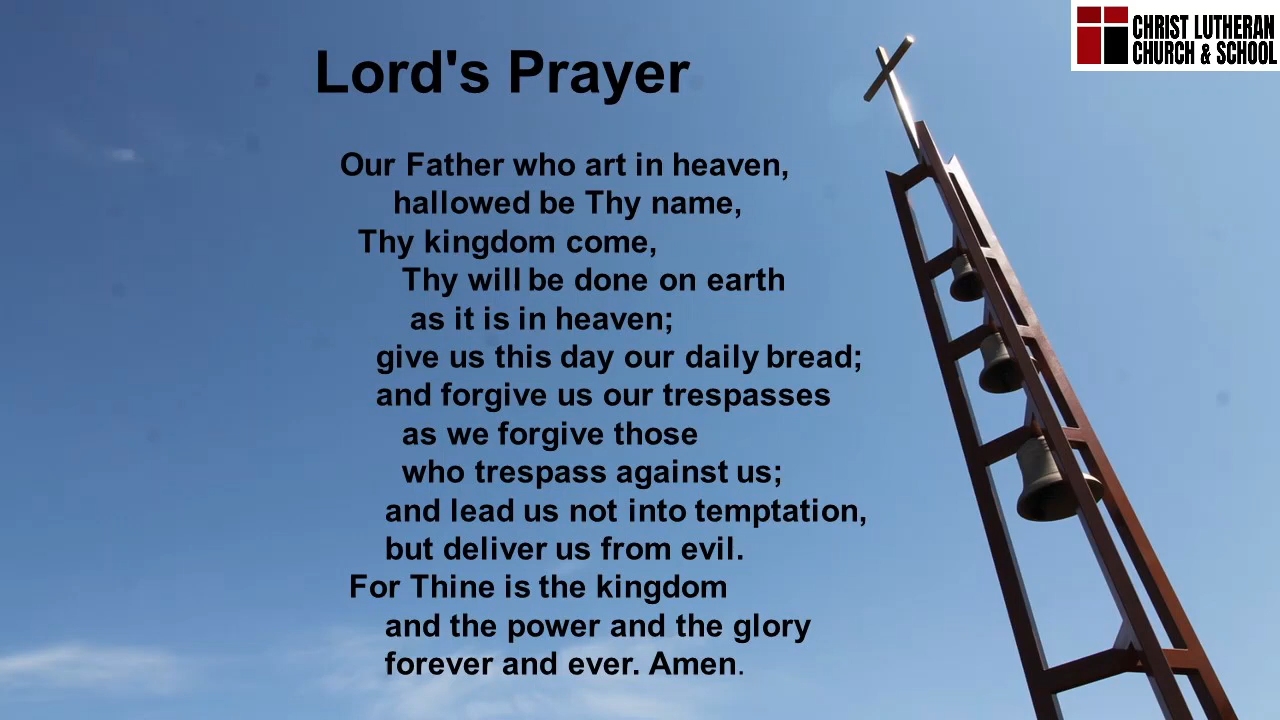 CHRIST LUTHERAN
CHURCH & SCHOOL
Lord's Prayer
Our Father who art in heaven,
hallowed be Thy name,
Thy kingdom come,
Thy will be done on earth
as it is in heaven;
give us this day our daily bread;
and forgive us our trespasses
as we forgive those
who trespass against us;
and lead us not into temptation,
but deliver us from evil.
For Thine is the kingdom
and the power and the glory
forever and ever. Amen.